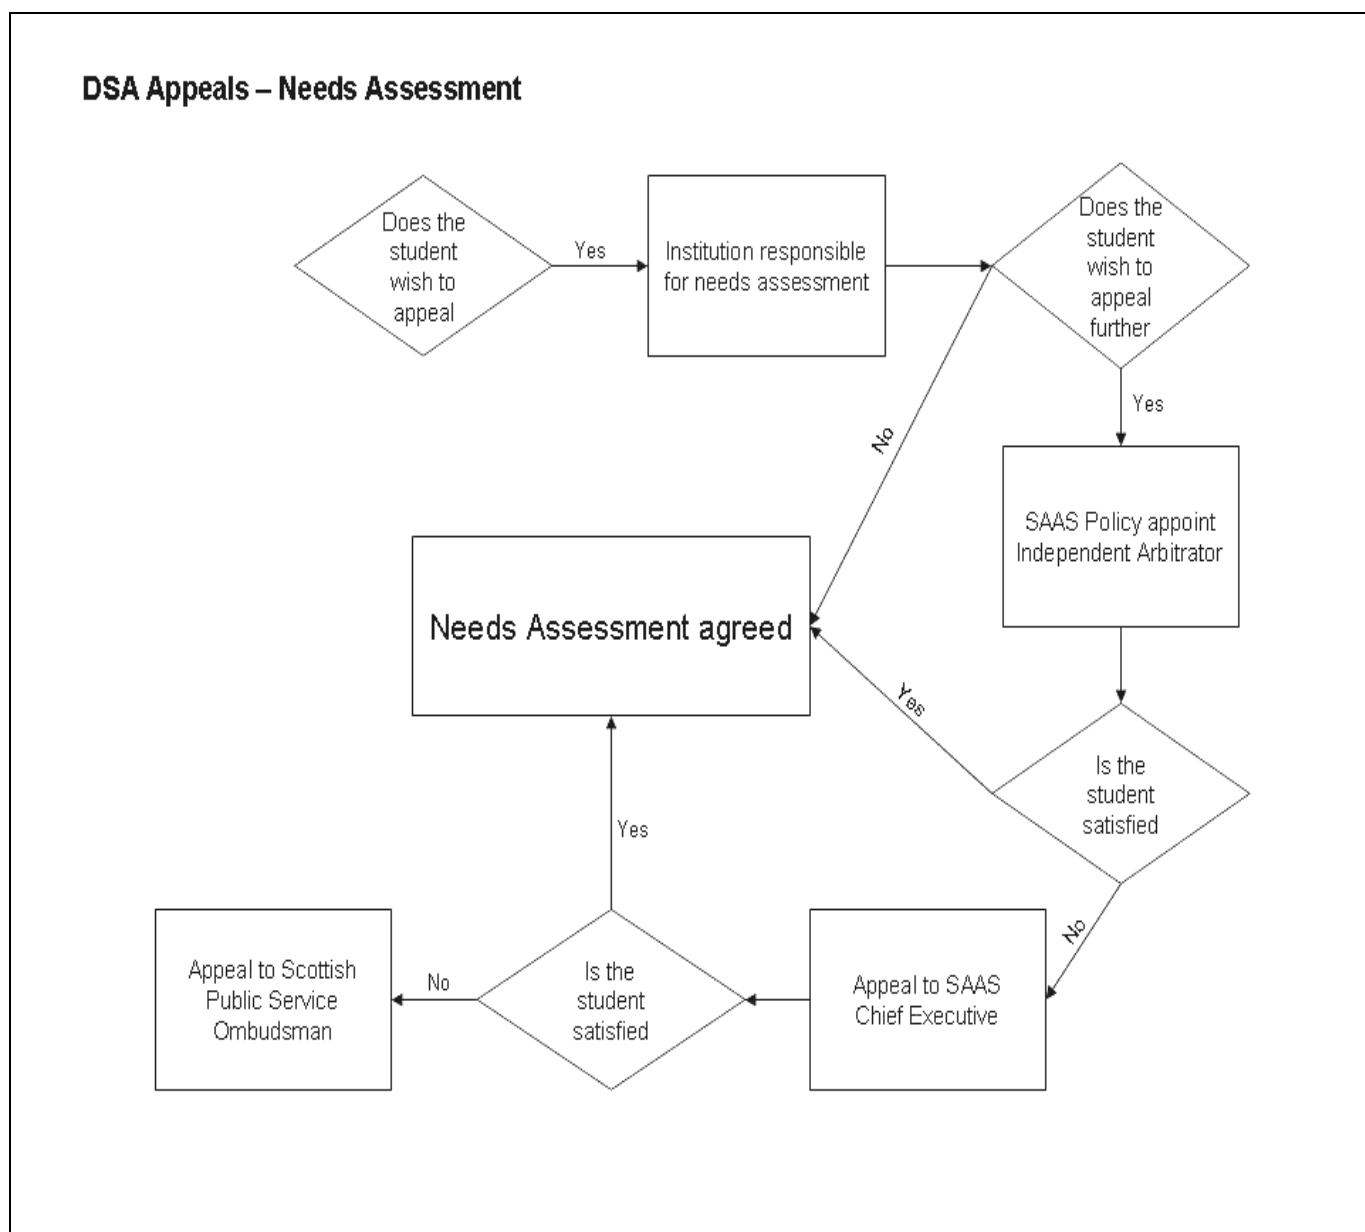 DSA Appeals – Needs Assessment
Does the
student
wish to
appeal
Yes
Institution responsible
for needs assessment
Does the
student
wish to
appeal
further
No
Yes
SAAS Policy appoint
Independent Arbitrator
Needs Assessment agreed
Yes
Is the
student
satisfied
No
Appeal to SAAS
Chief Executive
Is the
student
satisfied
Yes
No
Appeal to Scottish
Public Service
Ombudsman